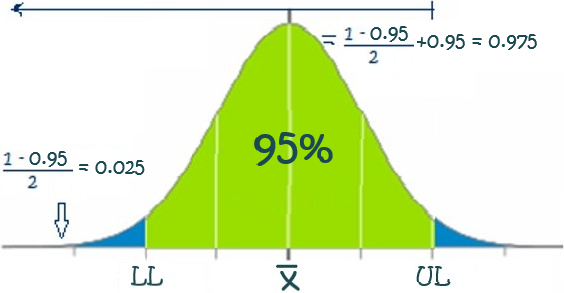 = (1 - 0.95)/2 + 0.95 = 0.975
95%
(1 - 0.95)/2 = 0.025
LL X̄ UL